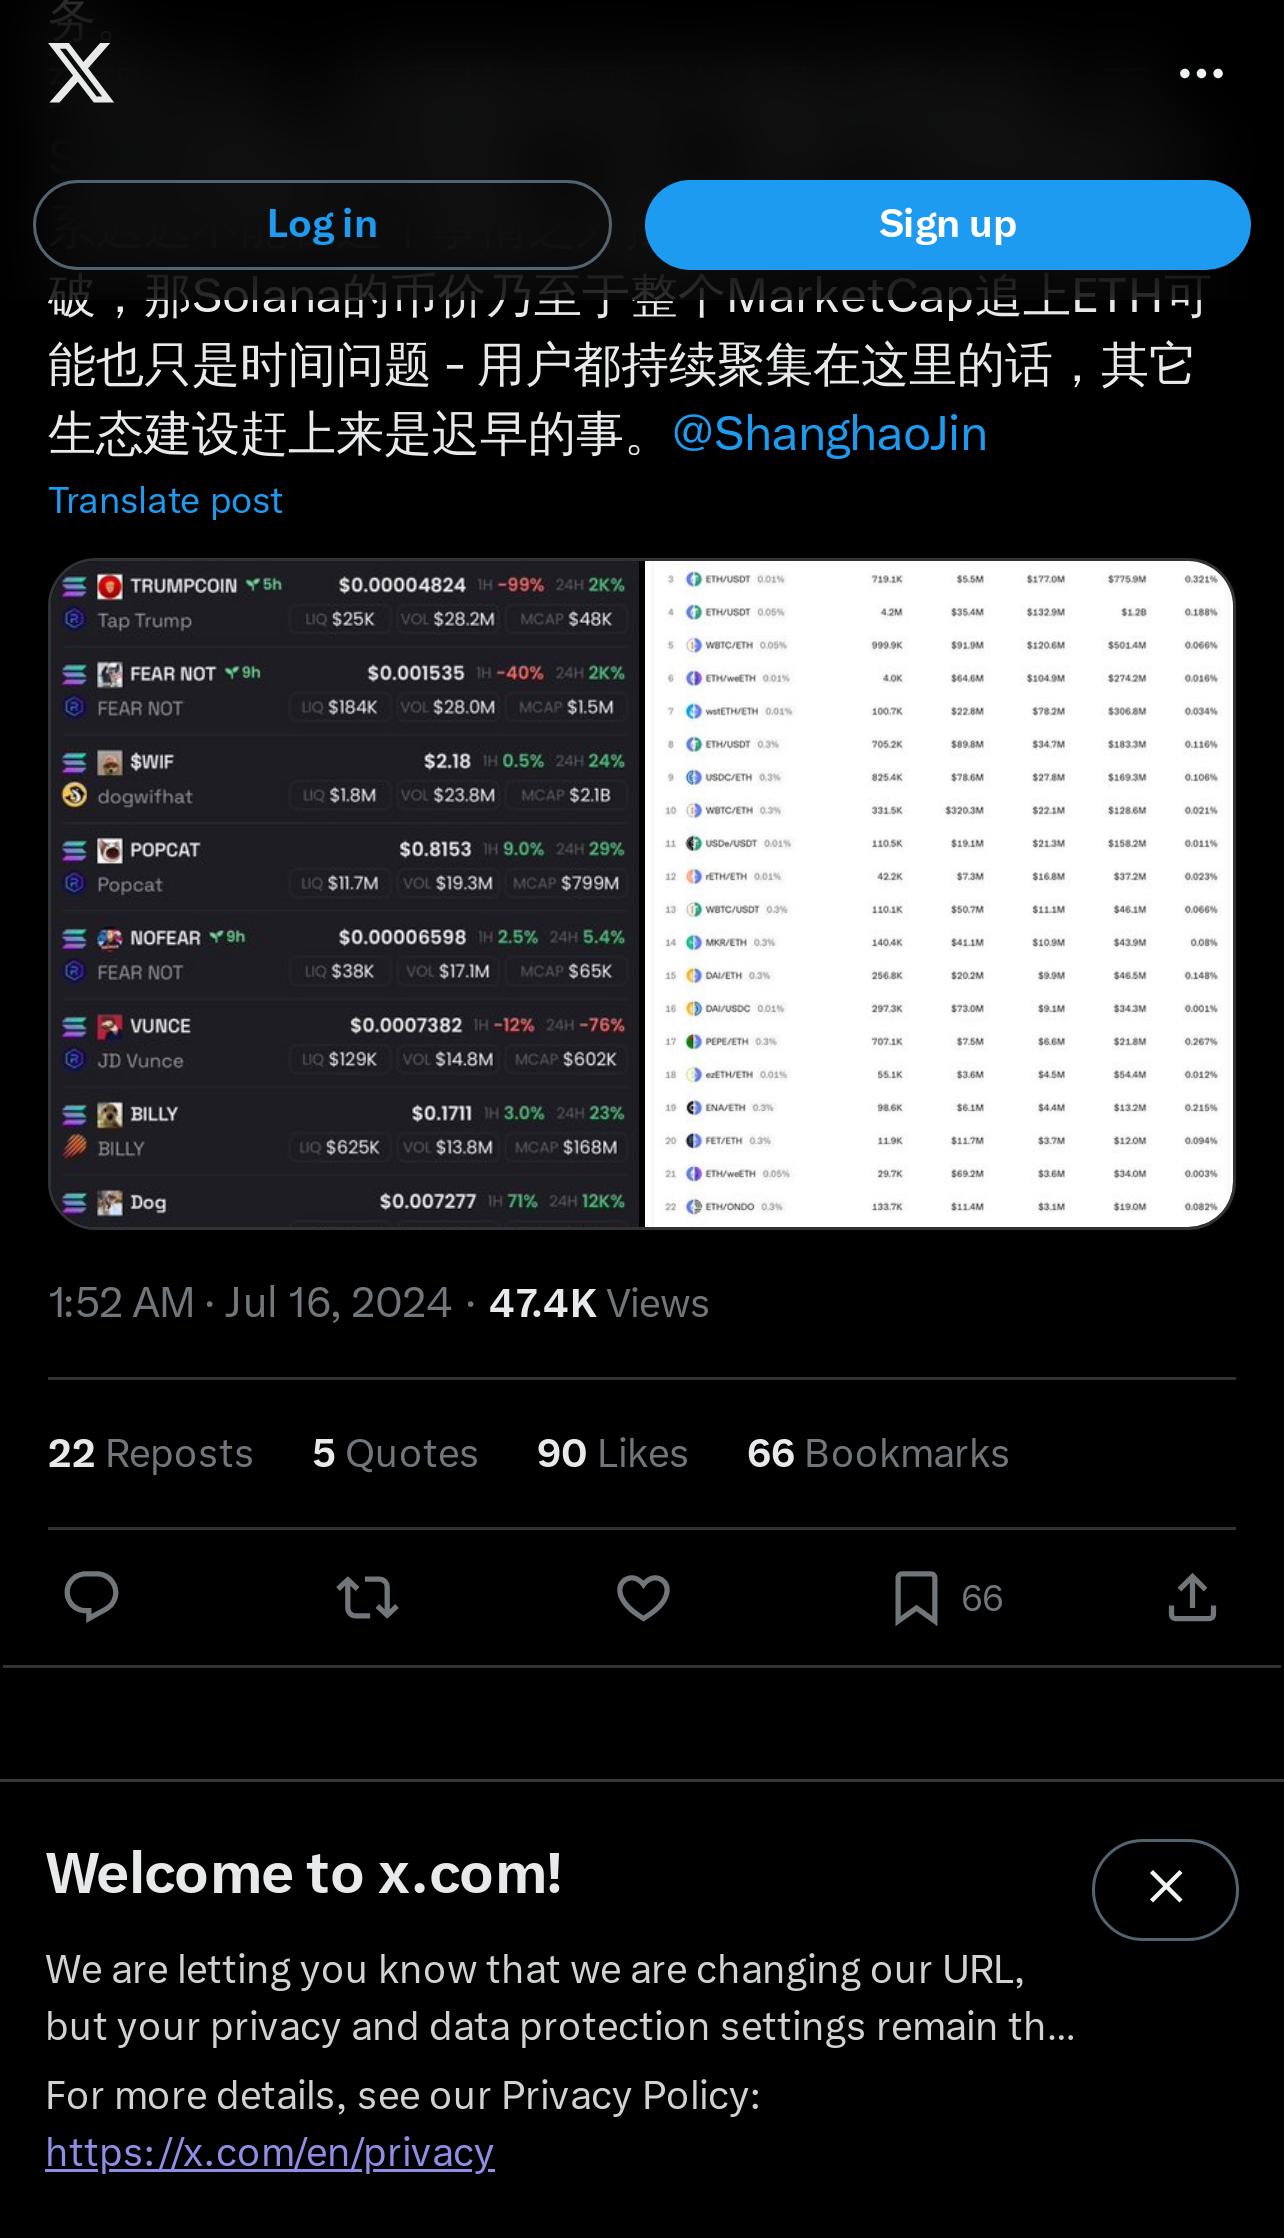 务。
Log in
Sign up
破，那Solana的币价乃至于整个MarketCap追上ETH可
能也只是时间问题 - 用户都持续聚集在这里的话，其它
生态建设赶上来是迟早的事。@ShanghaoJin
Translate post
TRUMPCOIN 5h $0.00004824 1H -99% 24H 2K%
Tap Trump LIQ $25K VOL $28.2M MCAP $48K
FEAR NOT 9h $0.001535 1H -40% 24H 2K%
FEAR NOT LIQ $184K VOL $28.0M MCAP $1.5M
$WIF $2.18 1H 0.5% 24H 24%
dogwifhat LIQ $1.8M VOL $23.8M MCAP $2.1B
POPCAT $0.8153 1H 9.0% 24H 29%
Popcat LIQ $11.7M VOL $19.3M MCAP $799M
NOFEAR 9h $0.00006598 1H 2.5% 24H 5.4%
FEAR NOT LIQ $38K VOL $17.1M MCAP $65K
VUNCE $0.0007382 1H -12% 24H -76%
JD Vunce LIQ $129K VOL $14.8M MCAP $602K
BILLY $0.1711 1H 3.0% 24H 23%
BILLY LIQ $625K VOL $13.8M MCAP $168M
Dog $0.007277 1H 71% 24H 12K%
3 ETH/USDT 0.01% 719.1K $5.5M $177.0M $775.9M 0.321%
4 ETH/USDT 0.05% 4.2M $35.4M $132.9M $1.2B 0.188%
5 WBTC/ETH 0.05% 999.9K $91.9M $120.6M $501.4M 0.066%
6 ETH/weETH 0.01% 4.0K $64.6M $104.9M $274.2M 0.016%
7 wstETH/ETH 0.01% 100.7K $22.8M $78.2M $306.8M 0.034%
8 ETH/USDT 0.3% 705.2K $89.8M $34.7M $183.3M 0.116%
9 USDC/ETH 0.3% 825.4K $78.6M $27.8M $169.3M 0.106%
10 WBTC/ETH 0.3% 331.5K $320.3M $22.1M $128.6M 0.021%
11 USDe/USDT 0.01% 110.5K $19.1M $21.3M $158.2M 0.011%
12 rETH/ETH 0.01% 42.2K $7.3M $16.8M $37.2M 0.023%
13 WBTC/USDT 0.3% 110.1K $50.7M $11.1M $46.1M 0.066%
14 MKR/ETH 0.3% 140.4K $41.1M $10.9M $43.9M 0.08%
15 DAI/ETH 0.3% 256.8K $20.2M $9.9M $46.5M 0.148%
16 DAI/USDC 0.01% 297.3K $73.0M $9.1M $34.3M 0.001%
17 PEPE/ETH 0.3% 707.1K $7.5M $6.6M $21.8M 0.267%
18 ezETH/ETH 0.01% 55.1K $3.6M $4.5M $54.4M 0.012%
19 ENA/ETH 0.3% 98.6K $6.1M $4.4M $13.2M 0.215%
20 FET/ETH 0.3% 11.9K $11.7M $3.7M $12.0M 0.094%
21 ETH/weETH 0.05% 29.7K $69.2M $3.6M $34.0M 0.003%
22 ETH/ONDO 0.3% 133.7K $11.4M $3.1M $19.0M 0.082%
1:52 AM · Jul 16, 2024 · 47.4K Views
22 Reposts 5 Quotes 90 Likes 66 Bookmarks
66
Welcome to x.com!
We are letting you know that we are changing our URL,
but your privacy and data protection settings remain th...
For more details, see our Privacy Policy:
https://x.com/en/privacy